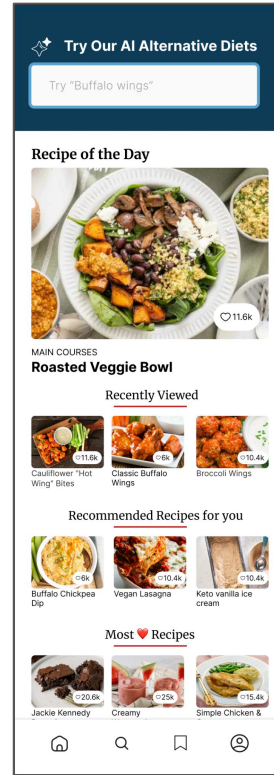 Try Our AI Alternative Diets
Try "Buffalo wings"
Recipe of the Day
11.6k
MAIN COURSES
Roasted Veggie Bowl
Recently Viewed
11.6k
6k
10.4k
Cauliflower "Hot
Wing" Bites
Classic Buffalo
Wings
Broccoli Wings
Recommended Recipes for you
6k
10.4k
10.4k
Buffalo Chickpea
Dip
Vegan Lasagna
Keto vanilla ice
cream
Most ❤️ Recipes
20.6k
25k
15.4k
Jackie Kennedy
Creamy
Simple Chicken &